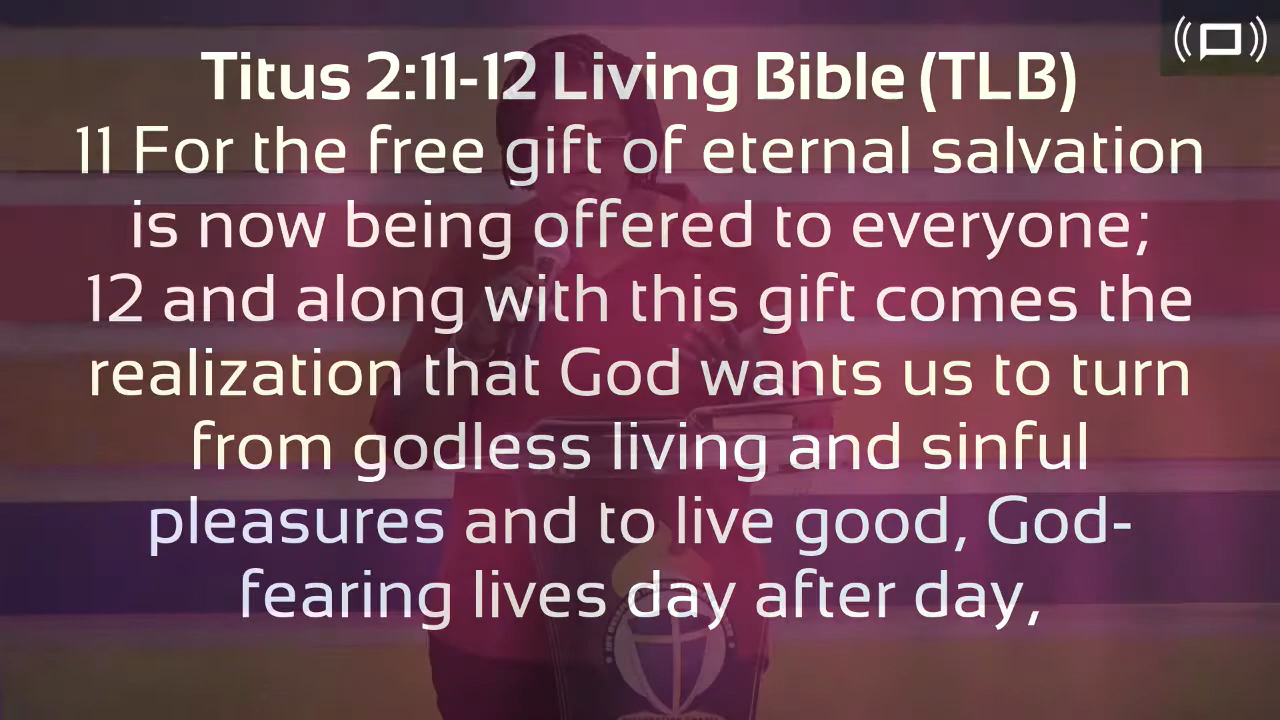 Titus 2:11-12 Living Bible (TLB)
11 For the free gift of eternal salvation
is now being offered to everyone;
12 and along with this gift comes the
realization that God wants us to turn
from godless living and sinful
pleasures and to live good, God-
fearing lives day after day,